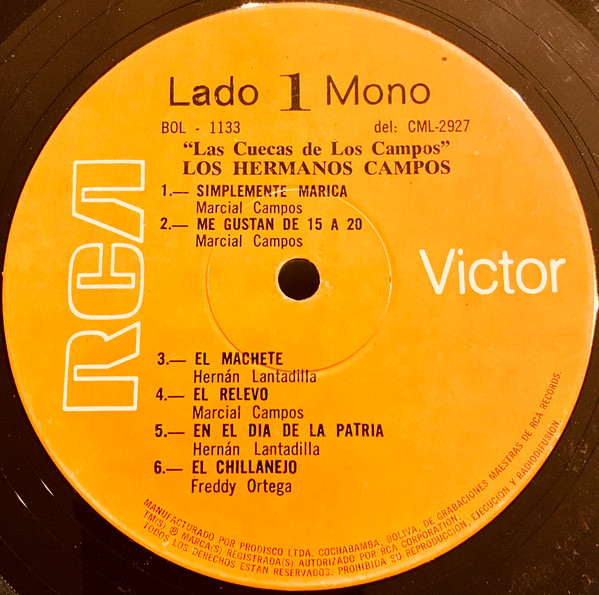 Lado 1 Mono
BOL - 1133 del: CML-2927
“Las Cuecas de Los Campos”
LOS HERMANOS CAMPOS
1.— SIMPLEMENTE MARICA
Marcial Campos
2.— ME GUSTAN DE 15 A 20
Marcial Campos
RCA Victor
3.— EL MACHETE
Hernán Lantadilla
4.— EL RELEVO
Marcial Campos
5.— EN EL DIA DE LA PATRIA
Hernán Lantadilla
6.— EL CHILLANEJO
Freddy Ortega
MANUFACTURADO POR PRODISCO LTDA. COCHABAMBA, BOLIVA, DE GRABACIONES MAESTRAS DE RCA RECORDS.
TM(S) ® MARCA(S) REGISTRADA(S) AUTORIZADO POR RCA CORPORATION.
TODOS LOS DERECHOS ESTAN RESERVADOS. PROHIBIDA SU REPRODUCCION, EJECUCION Y RADIODIFUSION.